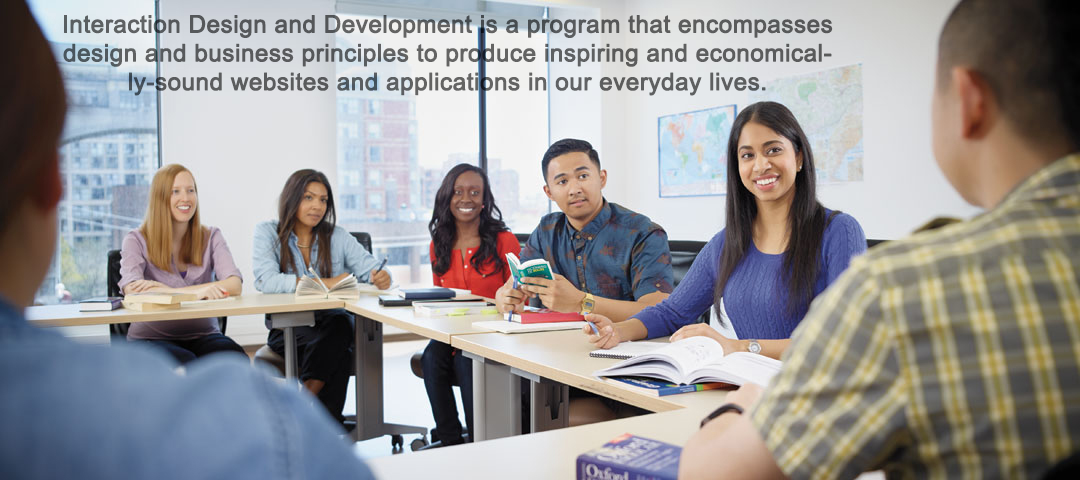 Interaction Design and Development is a program that encompasses
design and business principles to produce inspiring and economical-
ly-sound websites and applications in our everyday lives.
Oxford